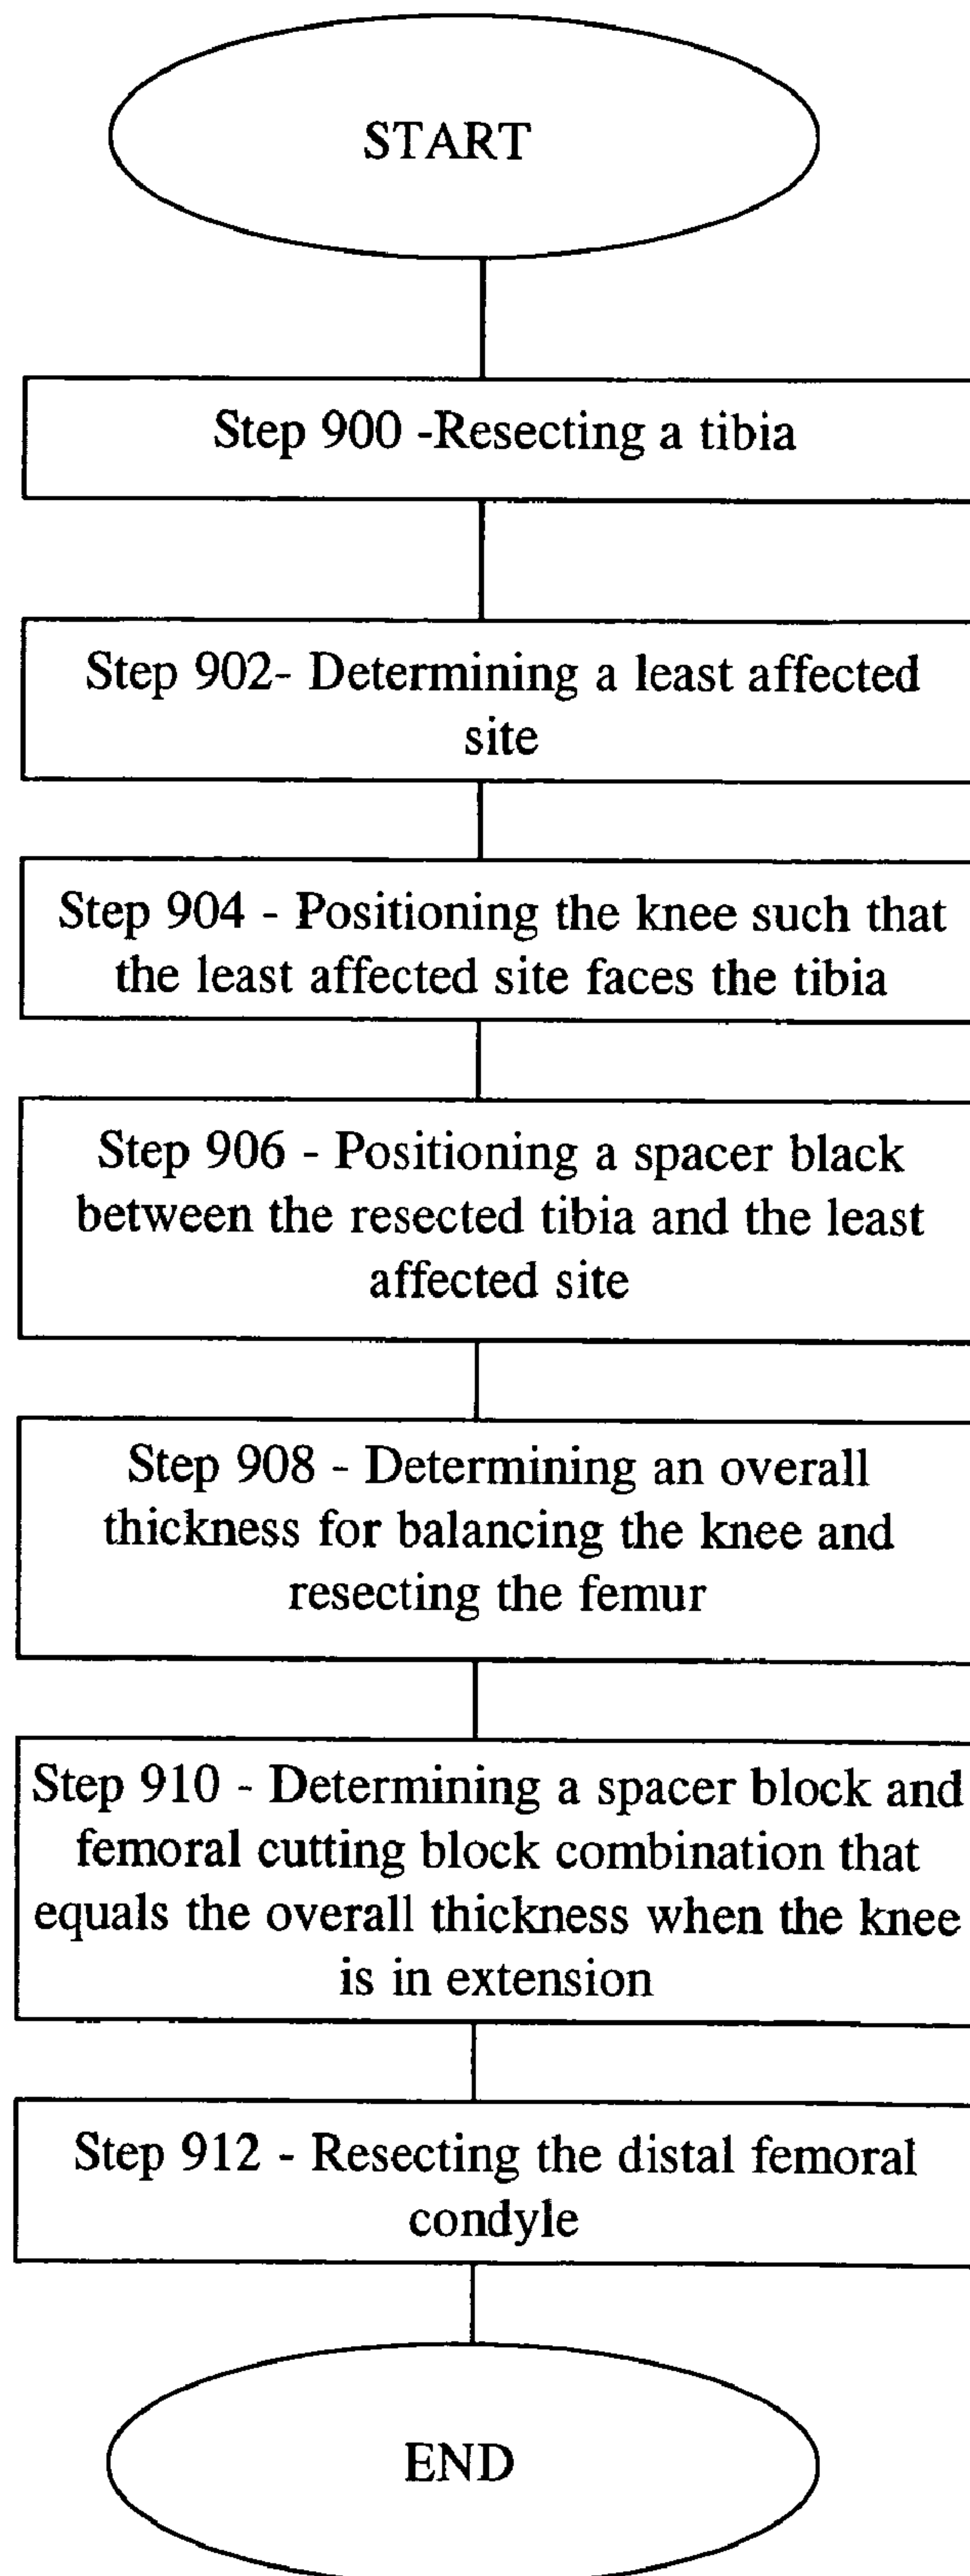 START
Step 900 -Resecting a tibia
Step 902- Determining a least affected
site
Step 904 - Positioning the knee such that
the least affected site faces the tibia
Step 906 - Positioning a spacer black
between the resected tibia and the least
affected site
Step 908 - Determining an overall
thickness for balancing the knee and
resecting the femur
Step 910 - Determining a spacer block and
femoral cutting block combination that
equals the overall thickness when the knee
is in extension
Step 912 - Resecting the distal femoral
condyle
END